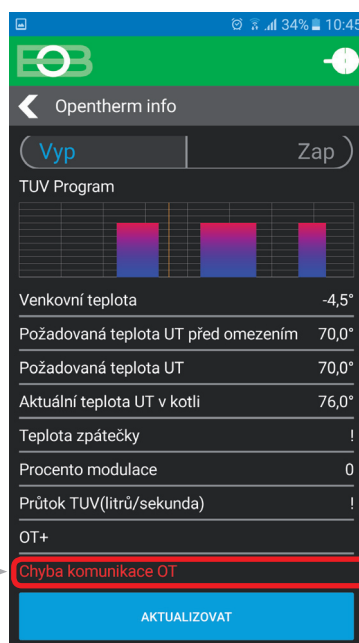 34% 10:45
EOB
Opentherm info
Vyp Zap
TUV Program
Venkovní teplota -4,5°
Požadovaná teplota UT před omezením 70,0°
Požadovaná teplota UT 70,0°
Aktuální teplota UT v kotli 76,0°
Teplota zpátečky !
Procento modulace 0
Průtok TUV(litrů/sekunda) !
OT+
Chyba komunikace OT
AKTUALIZOVAT